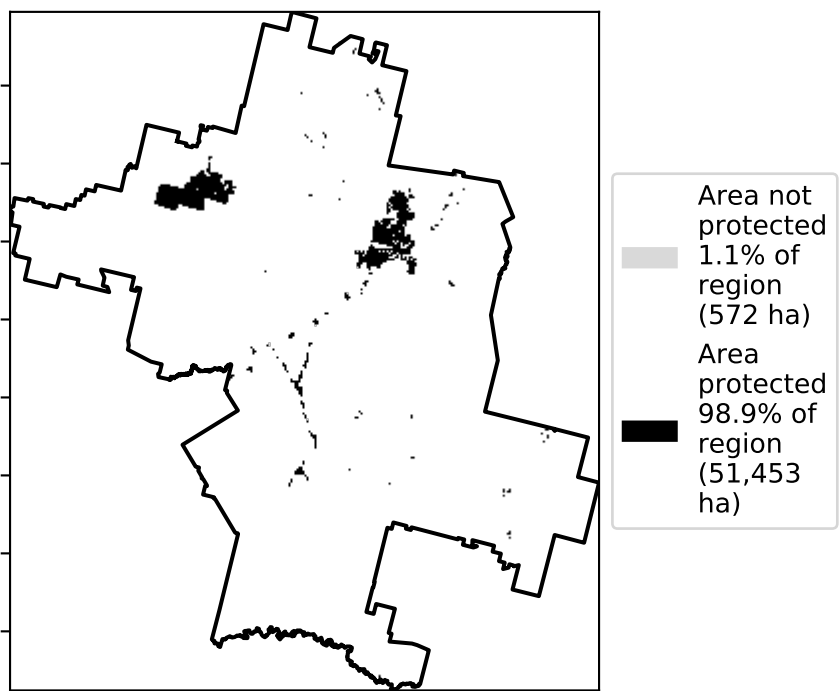 Area not
protected
1.1% of
region
(572 ha)
Area
protected
98.9% of
region
(51,453
ha)